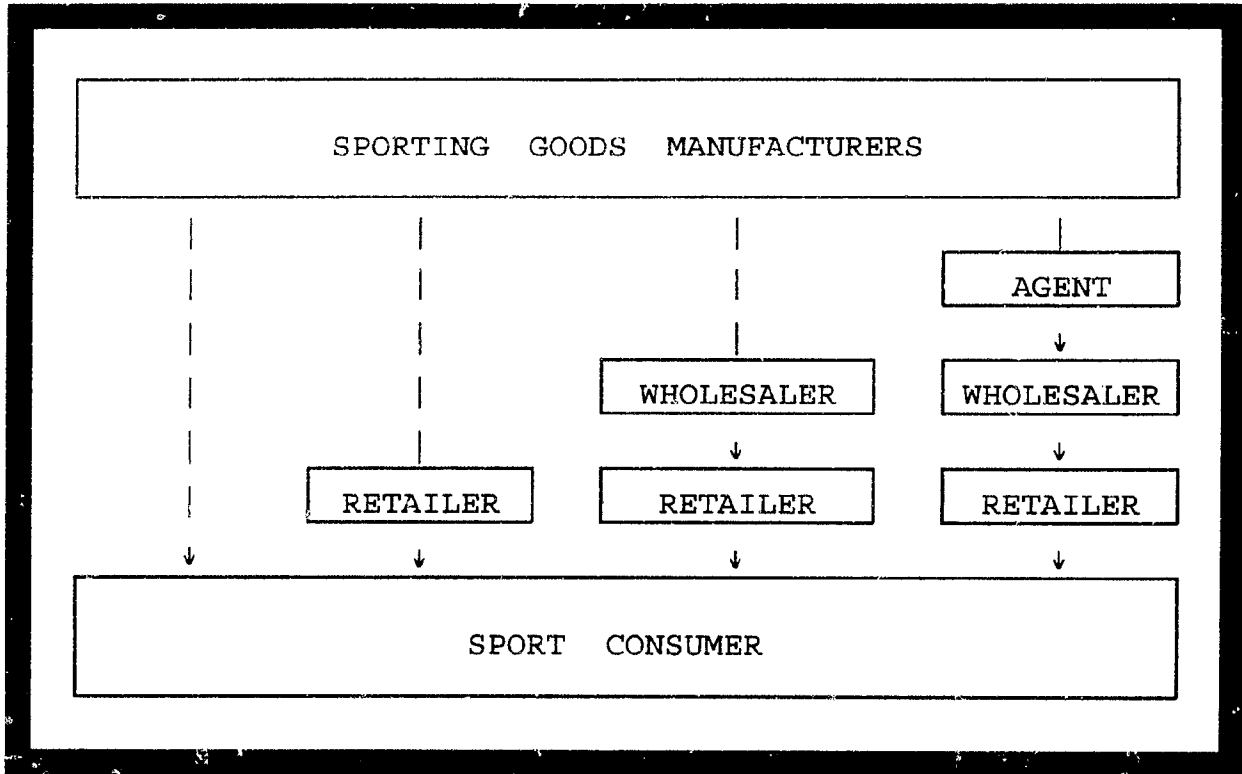 SPORTING GOODS MANUFACTURERS
AGENT
WHOLESALER WHOLESALER
RETAILER RETAILER RETAILER
SPORT CONSUMER